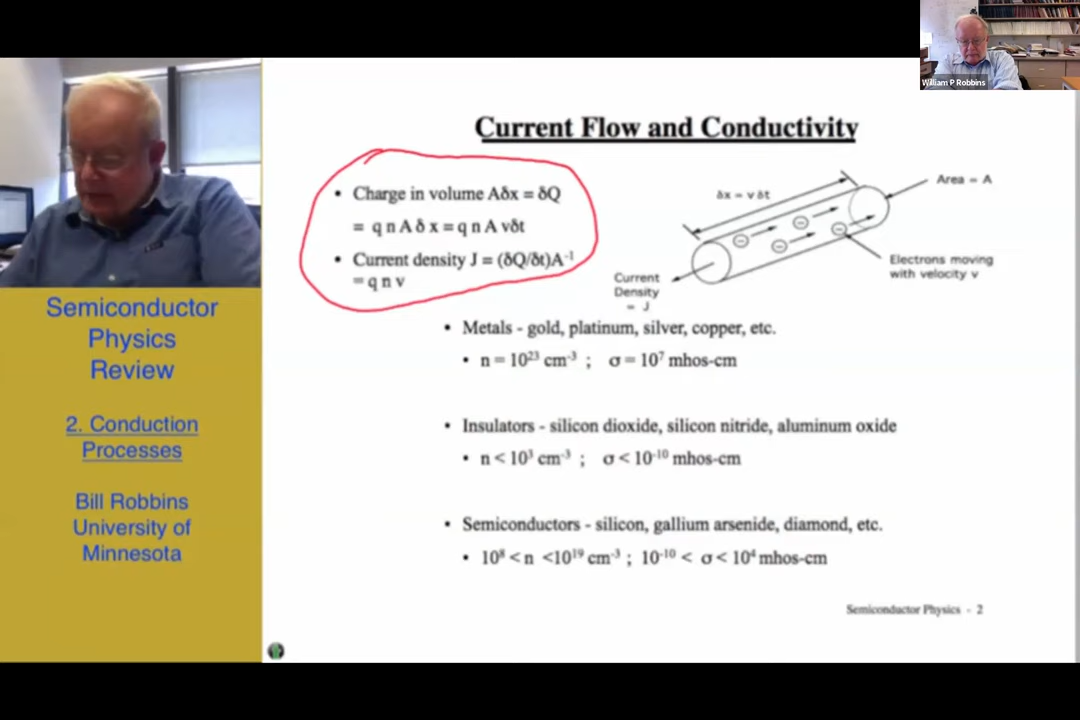 William P Robbins
Current Flow and Conductivity
• Charge in volume Aδx = δQ
= q n A δ x = q n A vδt
• Current density J = (δQ/δt)A⁻¹
= q n v
δx = v δt
Area = A
Electrons moving
with velocity v
Current
Density
= J
• Metals - gold, platinum, silver, copper, etc.
• n = 10²³ cm⁻³ ; σ = 10⁷ mhos-cm
• Insulators - silicon dioxide, silicon nitride, aluminum oxide
• n < 10³ cm⁻³ ; σ < 10⁻¹⁰ mhos-cm
• Semiconductors - silicon, gallium arsenide, diamond, etc.
• 10⁸ < n <10¹⁹ cm⁻³ ; 10⁻¹⁰ < σ < 10⁴ mhos-cm
Semiconductor Physics - 2
Semiconductor
Physics
Review
2. Conduction
Processes
Bill Robbins
University of
Minnesota